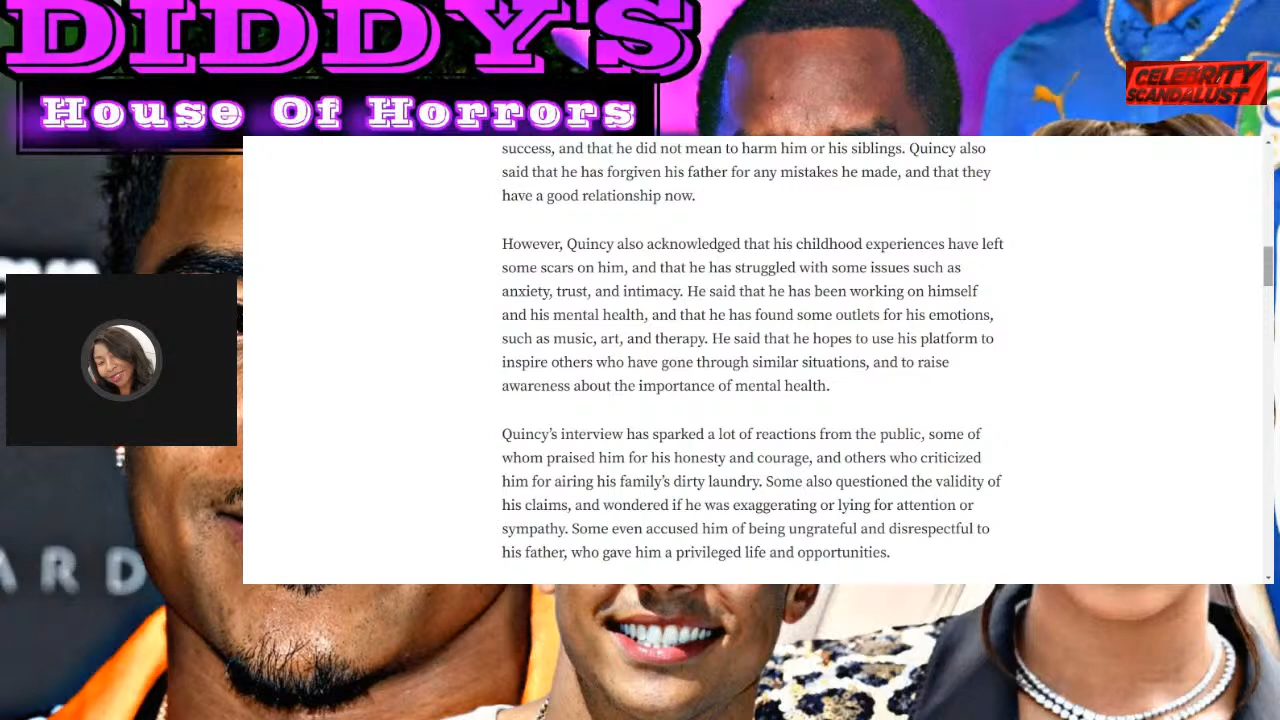 DIDDY'S
House Of Horrors
CELEBRITY
SCANDALUST
success, and that he did not mean to harm him or his siblings. Quincy also
said that he has forgiven his father for any mistakes he made, and that they
have a good relationship now.
However, Quincy also acknowledged that his childhood experiences have left
some scars on him, and that he has struggled with some issues such as
anxiety, trust, and intimacy. He said that he has been working on himself
and his mental health, and that he has found some outlets for his emotions,
such as music, art, and therapy. He said that he hopes to use his platform to
inspire others who have gone through similar situations, and to raise
awareness about the importance of mental health.
Quincy’s interview has sparked a lot of reactions from the public, some of
whom praised him for his honesty and courage, and others who criticized
him for airing his family’s dirty laundry. Some also questioned the validity of
his claims, and wondered if he was exaggerating or lying for attention or
sympathy. Some even accused him of being ungrateful and disrespectful to
his father, who gave him a privileged life and opportunities.